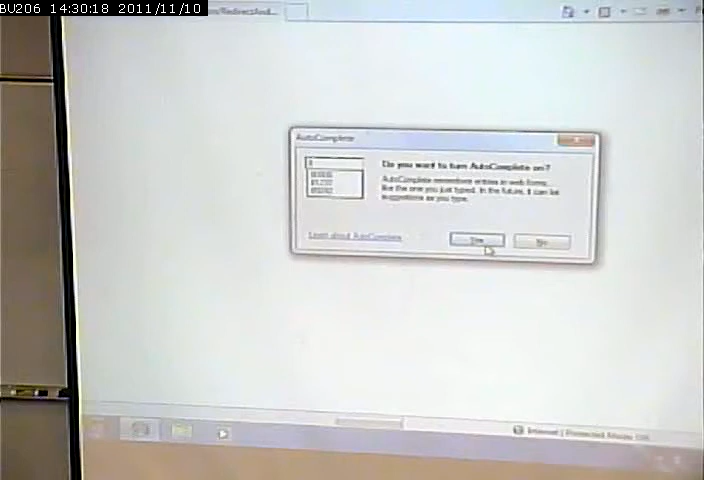 BU206 14:30:18 2011/11/10
AutoComplete
Do you want to turn AutoComplete on?
AutoComplete remembers entries in web forms,
like the one you just typed. In the future, it can list
suggestions as you type.
Learn about AutoComplete
Yes
No
Internet | Protected Mode: